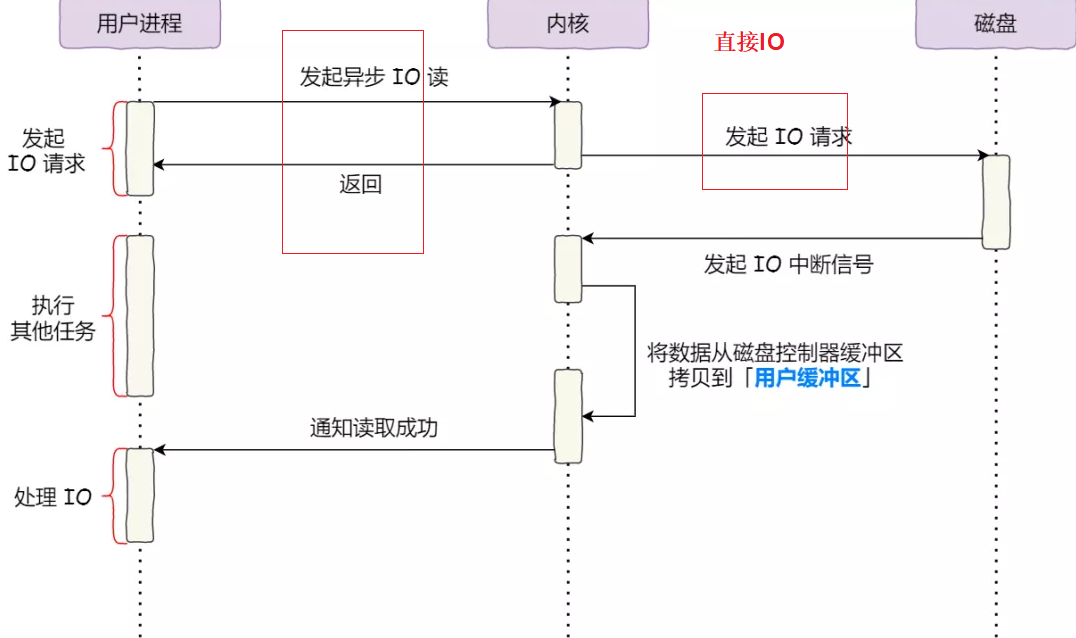 用户进程
内核
磁盘
直接IO
发起异步 IO 读
发起
IO 请求
发起 IO 请求
返回
发起 IO 中断信号
执行
其他任务
将数据从磁盘控制器缓冲区
拷贝到「用户缓冲区」
通知读取成功
处理 IO